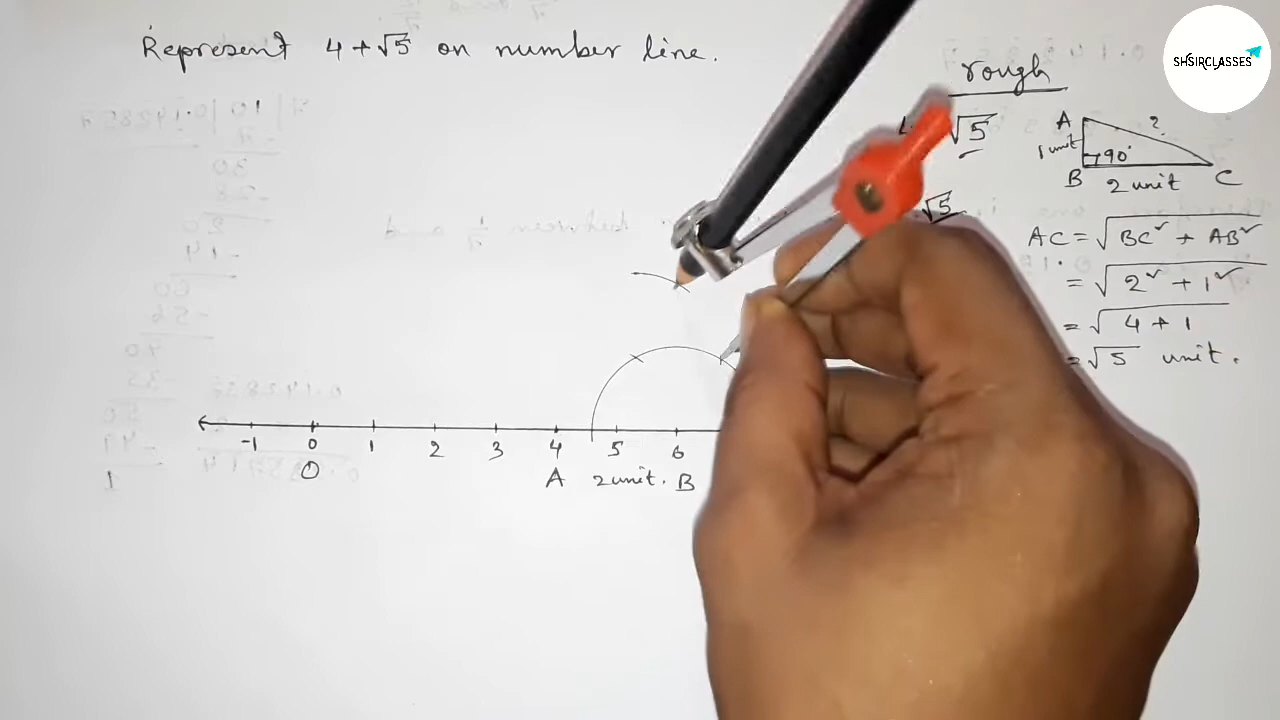 Represent 4 + √5 on number line.
SHSIRCLASSES
rough
√5
A
?
1 unit
90°
B
2 unit
C
√5
AC = √BC² + AB²
= √2² + 1²
= √4 + 1
= √5 unit.
-1 0 1 2 3 4 5 6
O A 2 unit. B